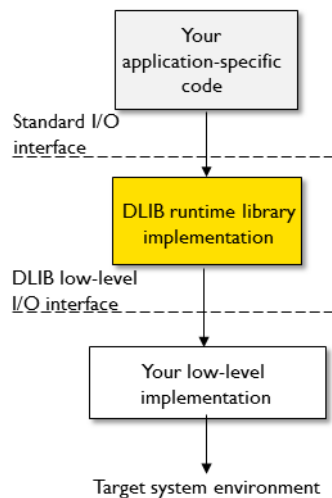 Your
application-specific
code
Standard I/O
interface
DLIB runtime library
implementation
DLIB low-level
I/O interface
Your low-level
implementation
Target system environment